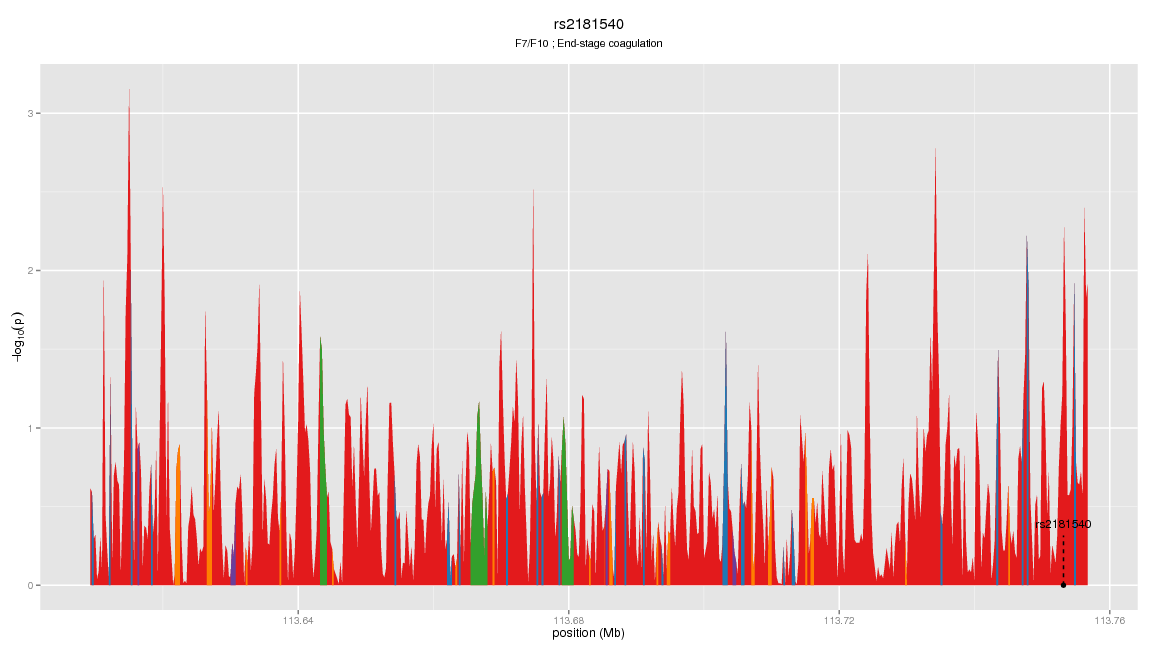 rs2181540
F7/F10 ; End-stage coagulation
−log10(p)
3
2
1
0
rs2181540
113.64
113.68
113.72
113.76
position (Mb)